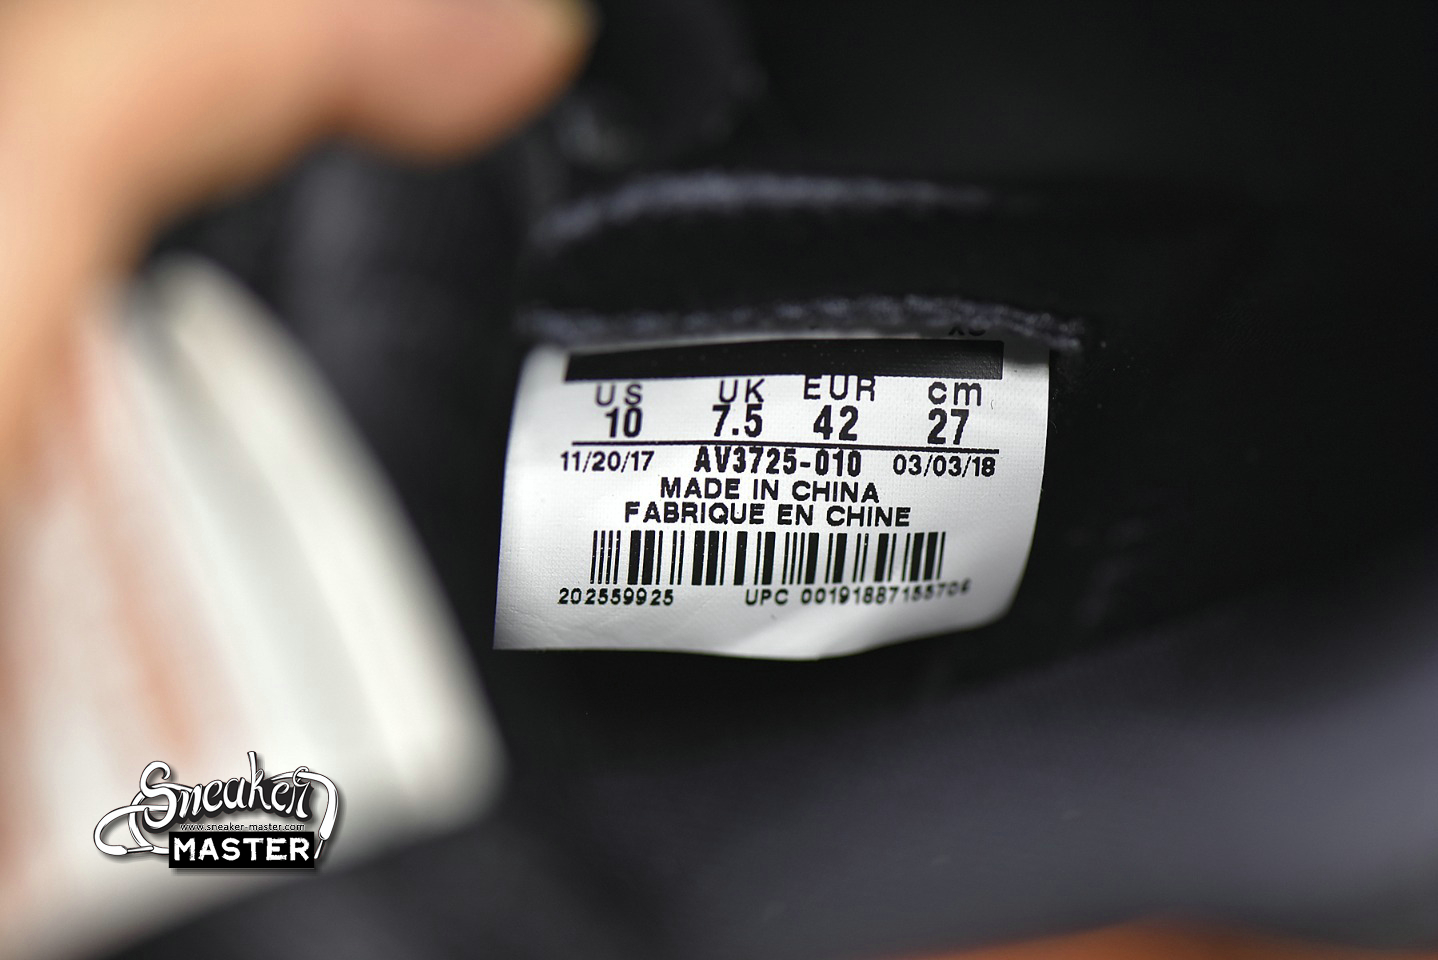 US UK EUR cm
10 7.5 42 27
11/20/17 AV3725-010 03/03/18
MADE IN CHINA
FABRIQUE EN CHINE
202559925 UPC 00191887155706
Sneaker
www.sneaker-master.com
MASTER